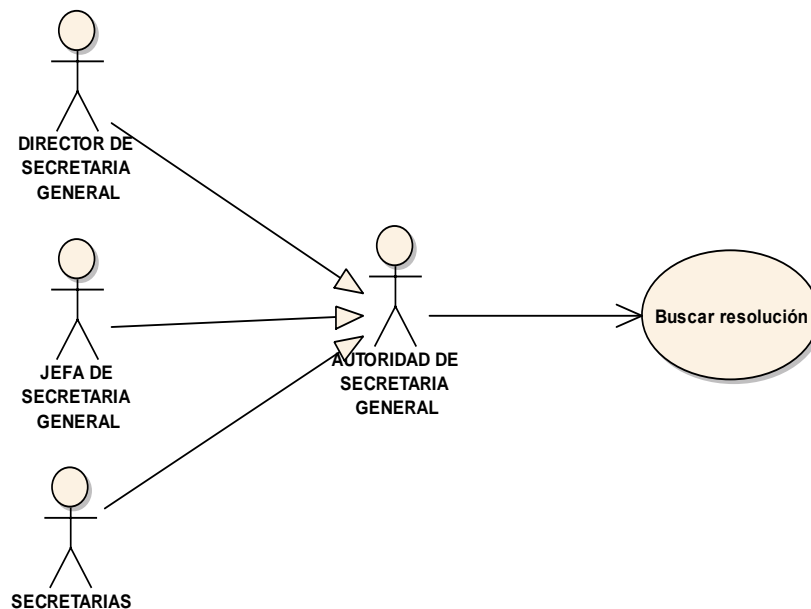 DIRECTOR DE
SECRETARIA
GENERAL
JEFA DE
SECRETARIA
GENERAL
SECRETARIAS
AUTORIDAD DE
SECRETARIA
GENERAL
Buscar resolución